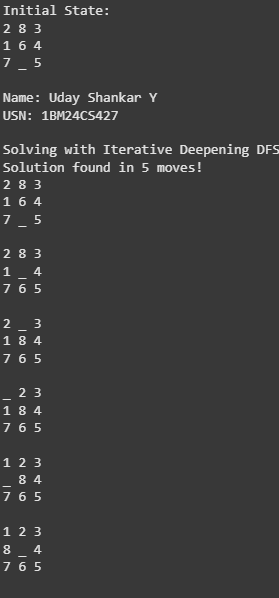 Initial State:
2 8 3
1 6 4
7 _ 5
Name: Uday Shankar Y
USN: 1BM24CS427
Solving with Iterative Deepening DFS
Solution found in 5 moves!
2 8 3
1 6 4
7 _ 5
2 8 3
1 _ 4
7 6 5
2 _ 3
1 8 4
7 6 5
_ 2 3
1 8 4
7 6 5
1 2 3
_ 8 4
7 6 5
1 2 3
8 _ 4
7 6 5